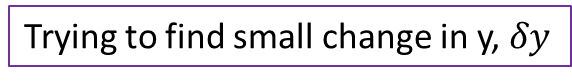 Trying to find small change in y, 𝛿𝑦